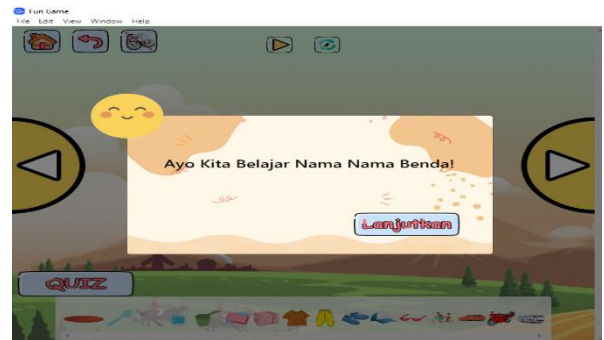 Fun Game
File Edit View Window Help
Ayo Kita Belajar Nama Nama Benda!
Lanjutkan
QUIZ